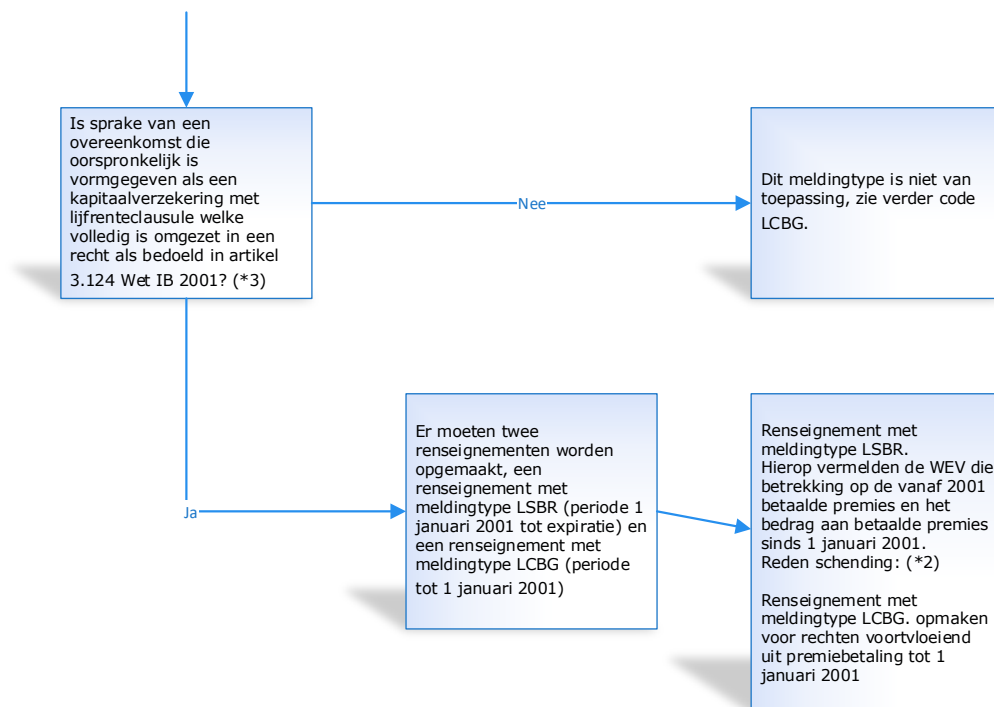 Is sprake van een
overeenkomst die
oorspronkelijk is
vormgegeven als een
kapitaalverzekering met
lijfrenteclausule welke
volledig is omgezet in een
recht als bedoeld in artikel
3.124 Wet IB 2001? (*3)
Nee
Dit meldingtype is niet van
toepassing, zie verder code
LCBG.
Ja
Er moeten twee
renseignementen worden
opgemaakt, een
renseignement met
meldingtype LSBR (periode 1
januari 2001 tot expiratie) en
een renseignement met
meldingtype LCBG (periode
tot 1 januari 2001)
Renseignement met
meldingtype LSBR.
Hierop vermelden de WEV die
betrekking op de vanaf 2001
betaalde premies en het
bedrag aan betaalde premies
sinds 1 januari 2001.
Reden schending: (*2)
Renseignement met
meldingtype LCBG. opmaken
voor rechten voortvloeiend
uit premiebetaling tot 1
januari 2001